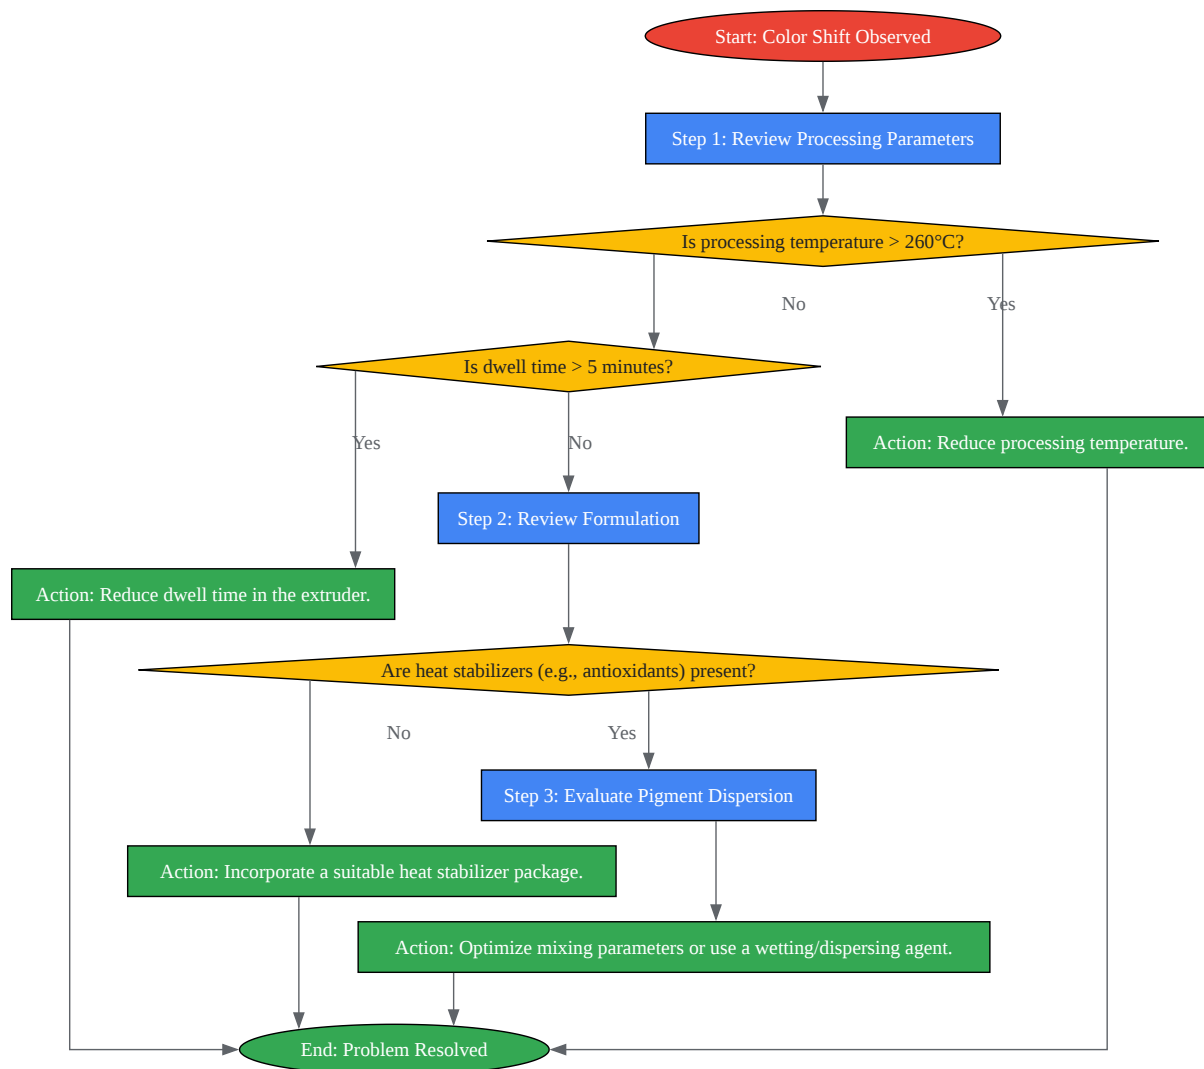 Start: Color Shift Observed
Step 1: Review Processing Parameters
Is processing temperature > 260°C?
No
Yes
Is dwell time > 5 minutes?
Yes
No
Action: Reduce processing temperature.
Step 2: Review Formulation
Action: Reduce dwell time in the extruder.
Are heat stabilizers (e.g., antioxidants) present?
No
Yes
Step 3: Evaluate Pigment Dispersion
Action: Incorporate a suitable heat stabilizer package.
Action: Optimize mixing parameters or use a wetting/dispersing agent.
End: Problem Resolved